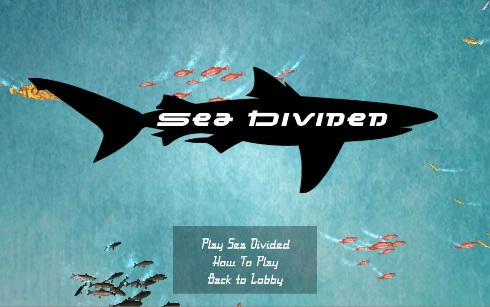 Sea Divided
Play Sea Divided
How To Play
Back to Lobby